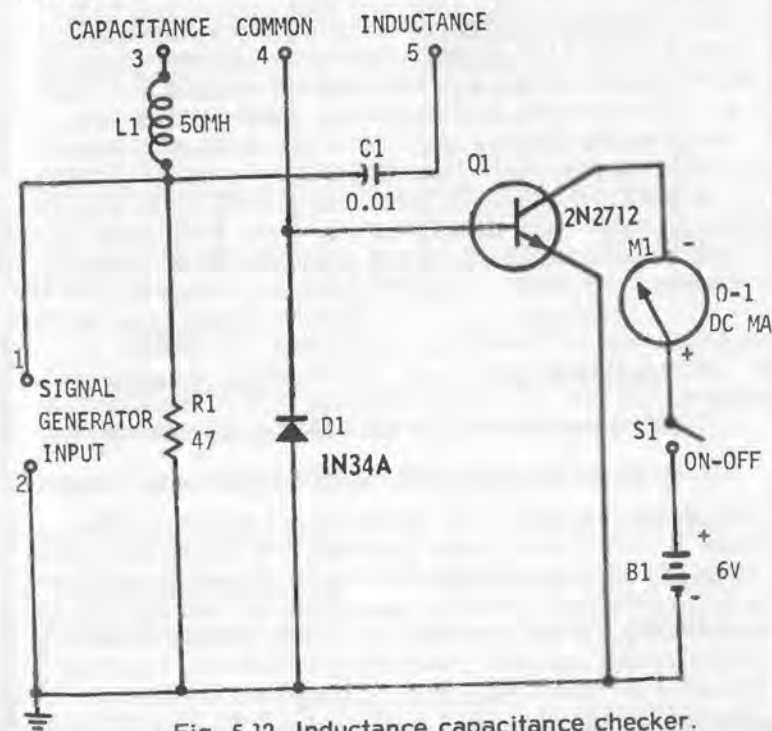 CAPACITANCE COMMON INDUCTANCE
3 4 5
L1 50MH
C1
0.01
Q1
2N2712
M1 -
0-1
DC MA
+
1
SIGNAL
GENERATOR
INPUT
2
R1
47
D1
1N34A
S1
ON-OFF
+
B1 6V
-
Fig. 5-12. Inductance capacitance checker.